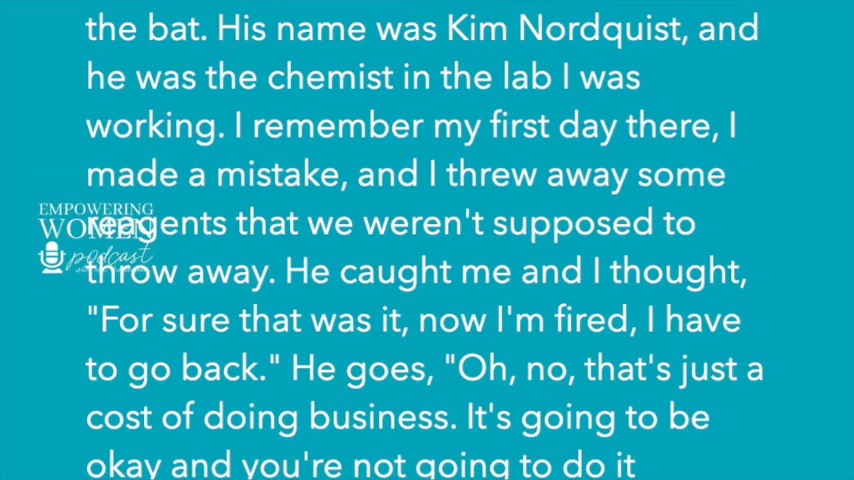 the bat. His name was Kim Nordquist, and
he was the chemist in the lab I was
working. I remember my first day there, I
made a mistake, and I threw away some
reagents that we weren't supposed to
throw away. He caught me and I thought,
"For sure that was it, now I'm fired, I have
to go back." He goes, "Oh, no, that's just a
cost of doing business. It's going to be
okay and you're not going to do it
EMPOWERING
WOMEN
podcast